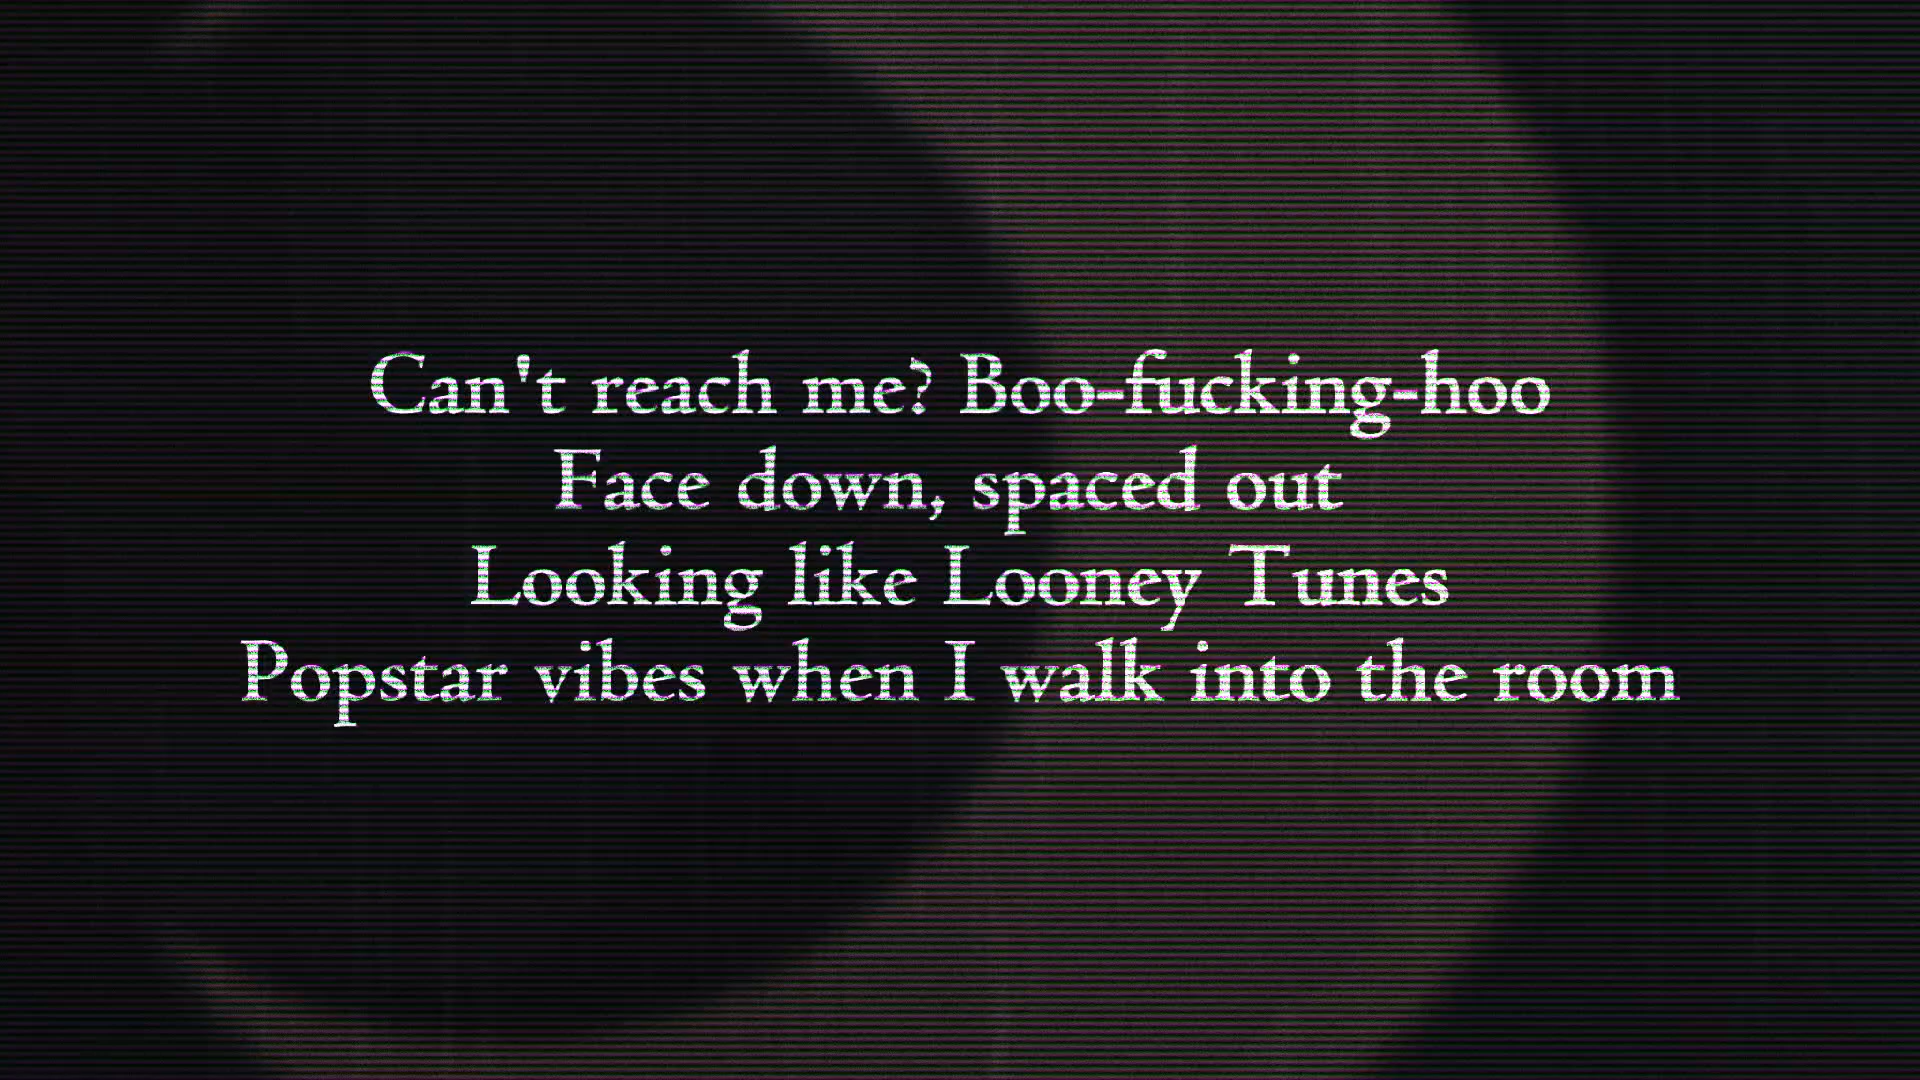 Can't reach me? Boo-fucking-hoo
Face down, spaced out
Looking like Looney Tunes
Popstar vibes when I walk into the room